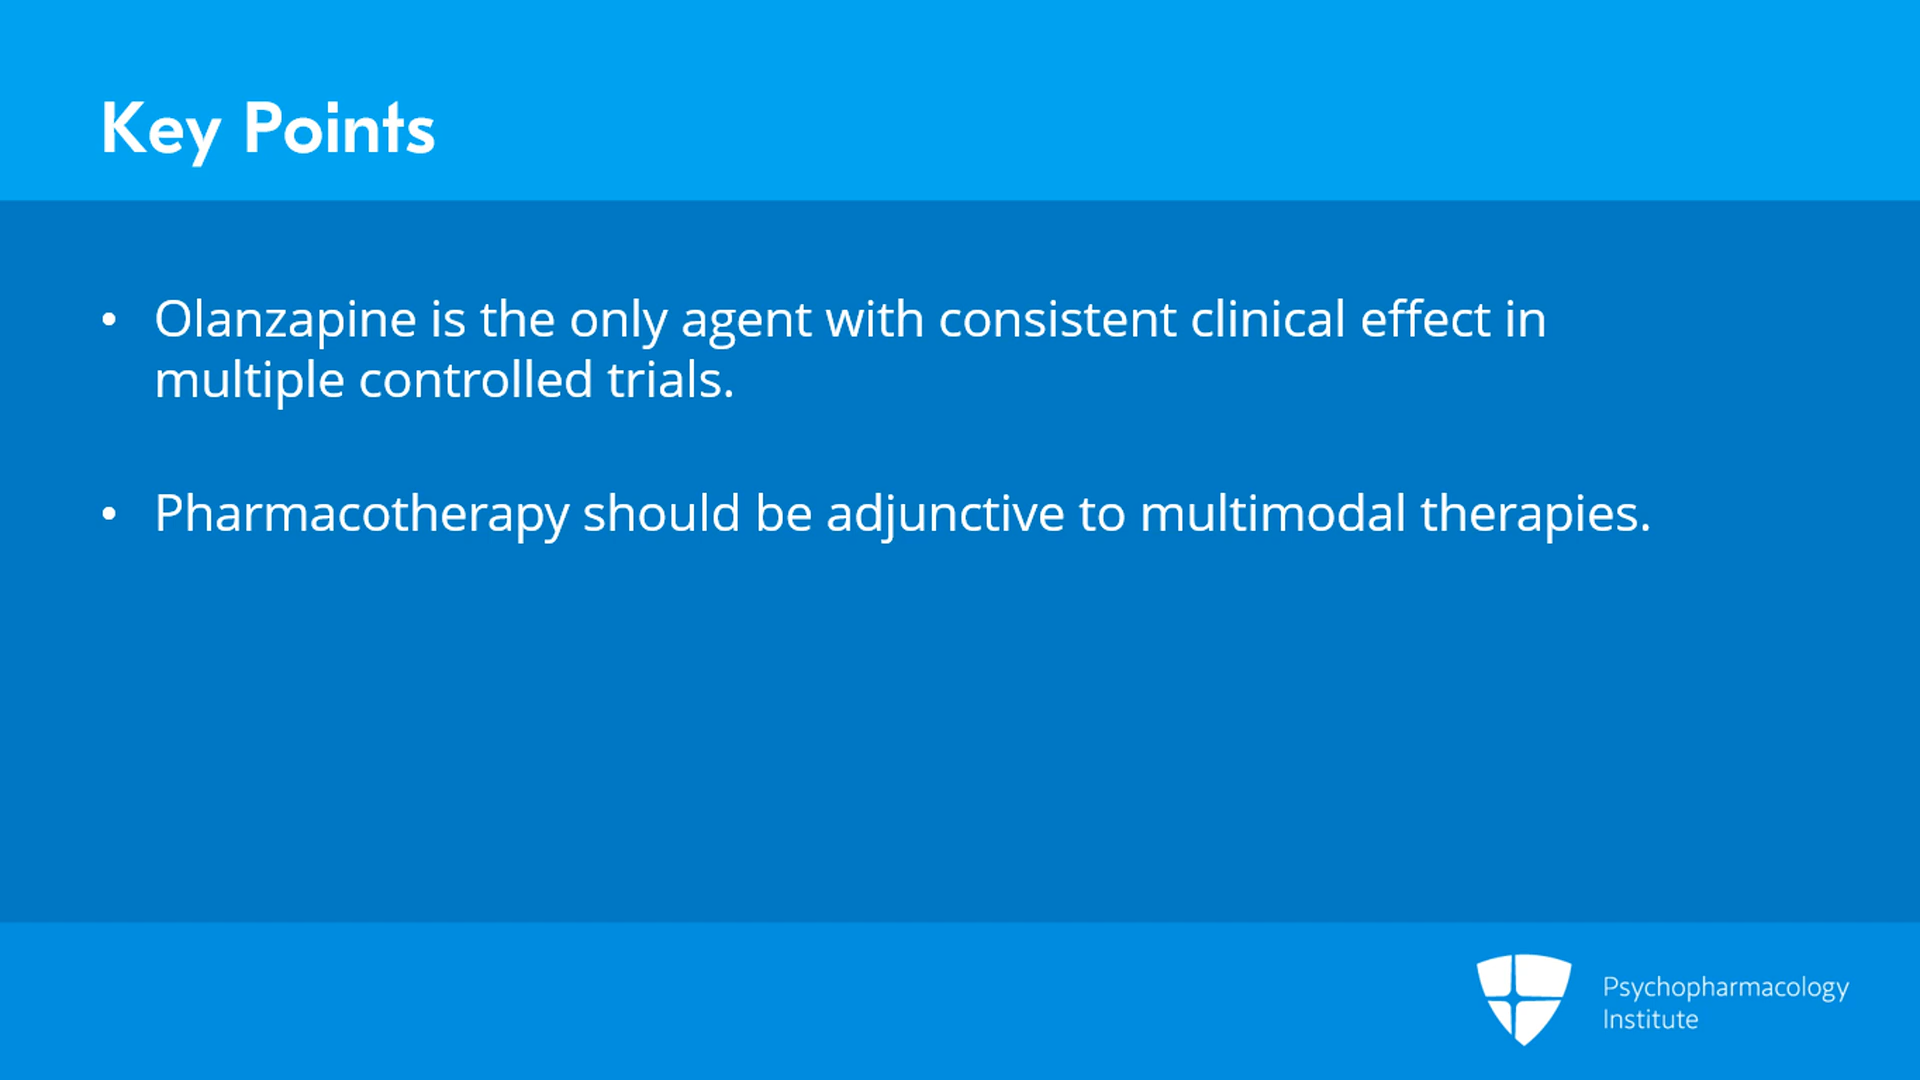 Key Points
• Olanzapine is the only agent with consistent clinical effect in
multiple controlled trials.
• Pharmacotherapy should be adjunctive to multimodal therapies.
Psychopharmacology
Institute